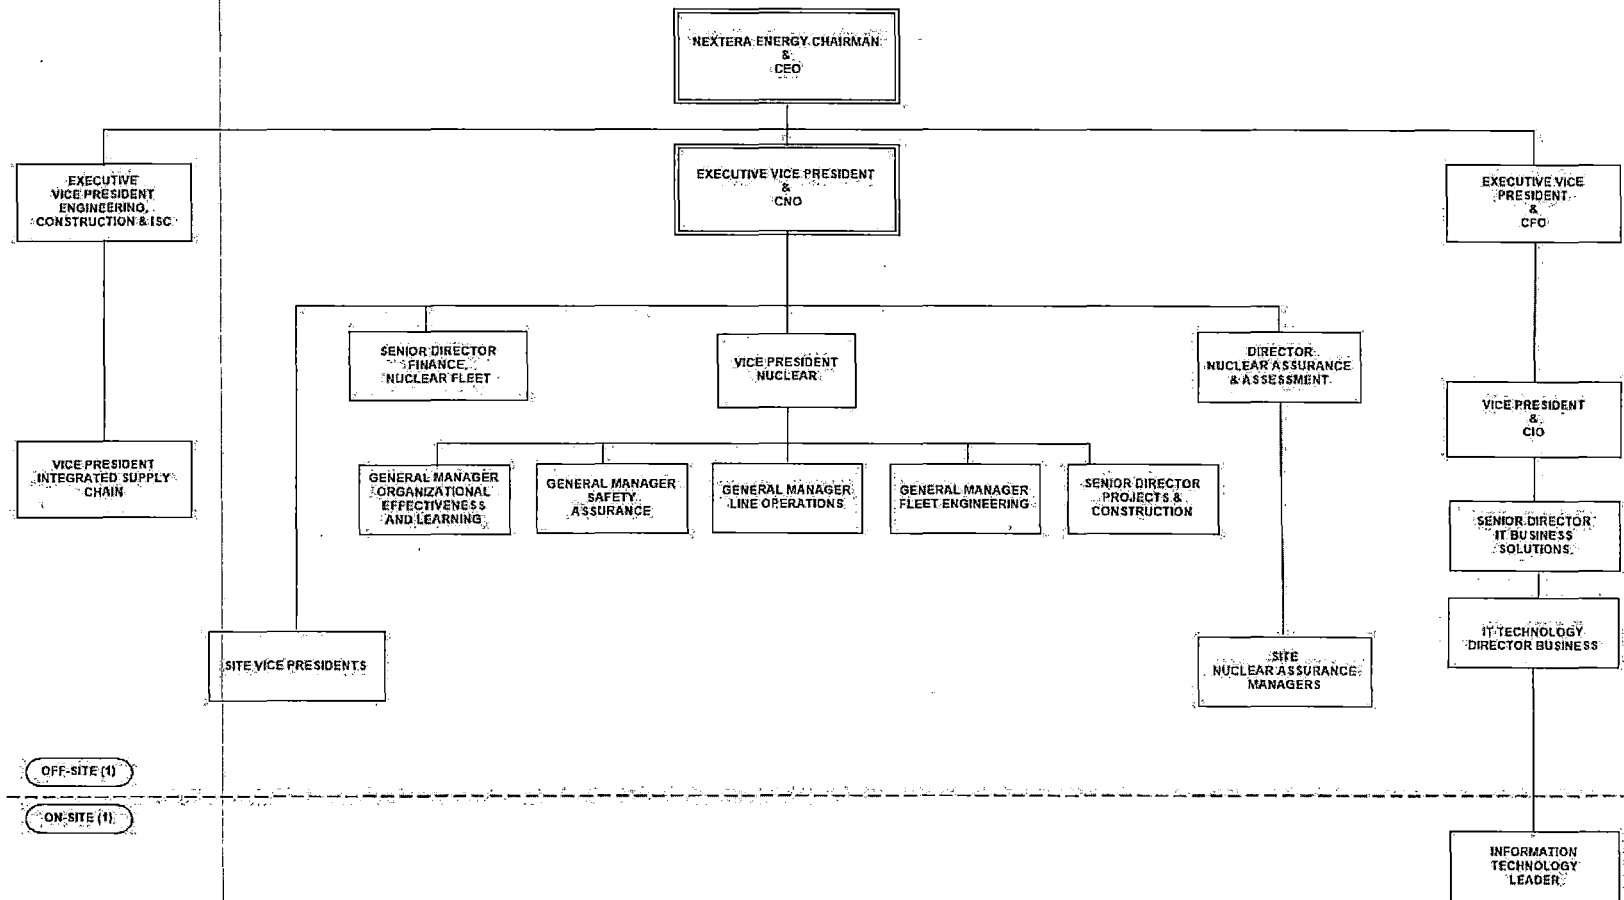 NEXTERA ENERGY CHAIRMAN
&
CEO
EXECUTIVE
VICE PRESIDENT
ENGINEERING,
CONSTRUCTION & ISC
EXECUTIVE VICE PRESIDENT
&
CNO
EXECUTIVE VICE
PRESIDENT
&
CFO
SENIOR DIRECTOR
FINANCE,
NUCLEAR FLEET
VICE PRESIDENT
NUCLEAR
DIRECTOR
NUCLEAR ASSURANCE
& ASSESSMENT
VICE PRESIDENT
&
CIO
VICE PRESIDENT
INTEGRATED SUPPLY
CHAIN
GENERAL MANAGER
ORGANIZATIONAL
EFFECTIVENESS
AND LEARNING
GENERAL MANAGER
SAFETY
ASSURANCE
GENERAL MANAGER
LINE OPERATIONS
GENERAL MANAGER
FLEET ENGINEERING
SENIOR DIRECTOR
PROJECTS &
CONSTRUCTION
SENIOR DIRECTOR
IT BUSINESS
SOLUTIONS
SITE VICE PRESIDENTS
SITE
NUCLEAR ASSURANCE
MANAGERS
IT TECHNOLOGY
DIRECTOR BUSINESS
OFF-SITE (1)
ON-SITE (1)
INFORMATION
TECHNOLOGY
LEADER